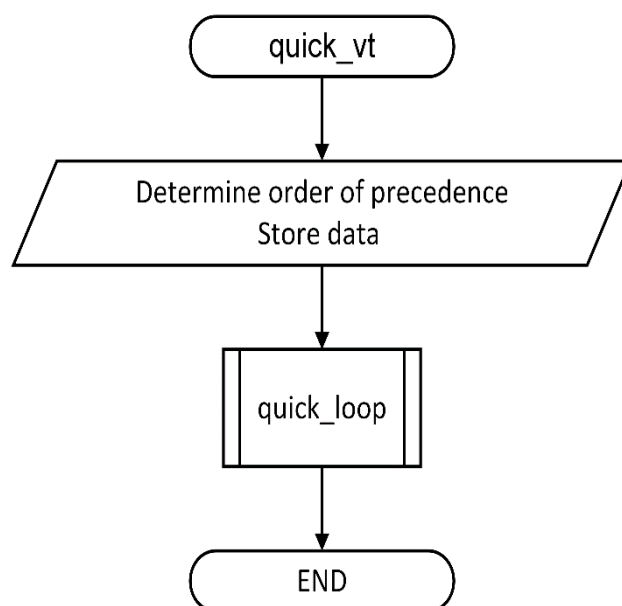 quick_vt
Determine order of precedence
Store data
quick_loop
END